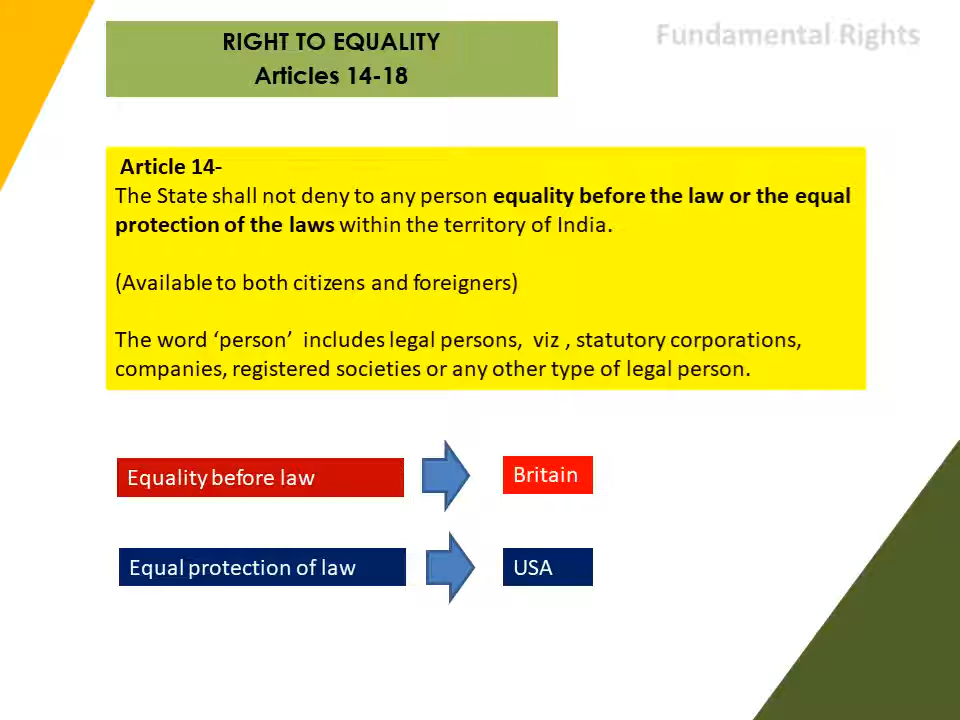 Fundamental Rights
RIGHT TO EQUALITY
Articles 14-18
Article 14-
The State shall not deny to any person equality before the law or the equal
protection of the laws within the territory of India.
(Available to both citizens and foreigners)
The word ‘person’ includes legal persons, viz , statutory corporations,
companies, registered societies or any other type of legal person.
Equality before law
Britain
Equal protection of law
USA